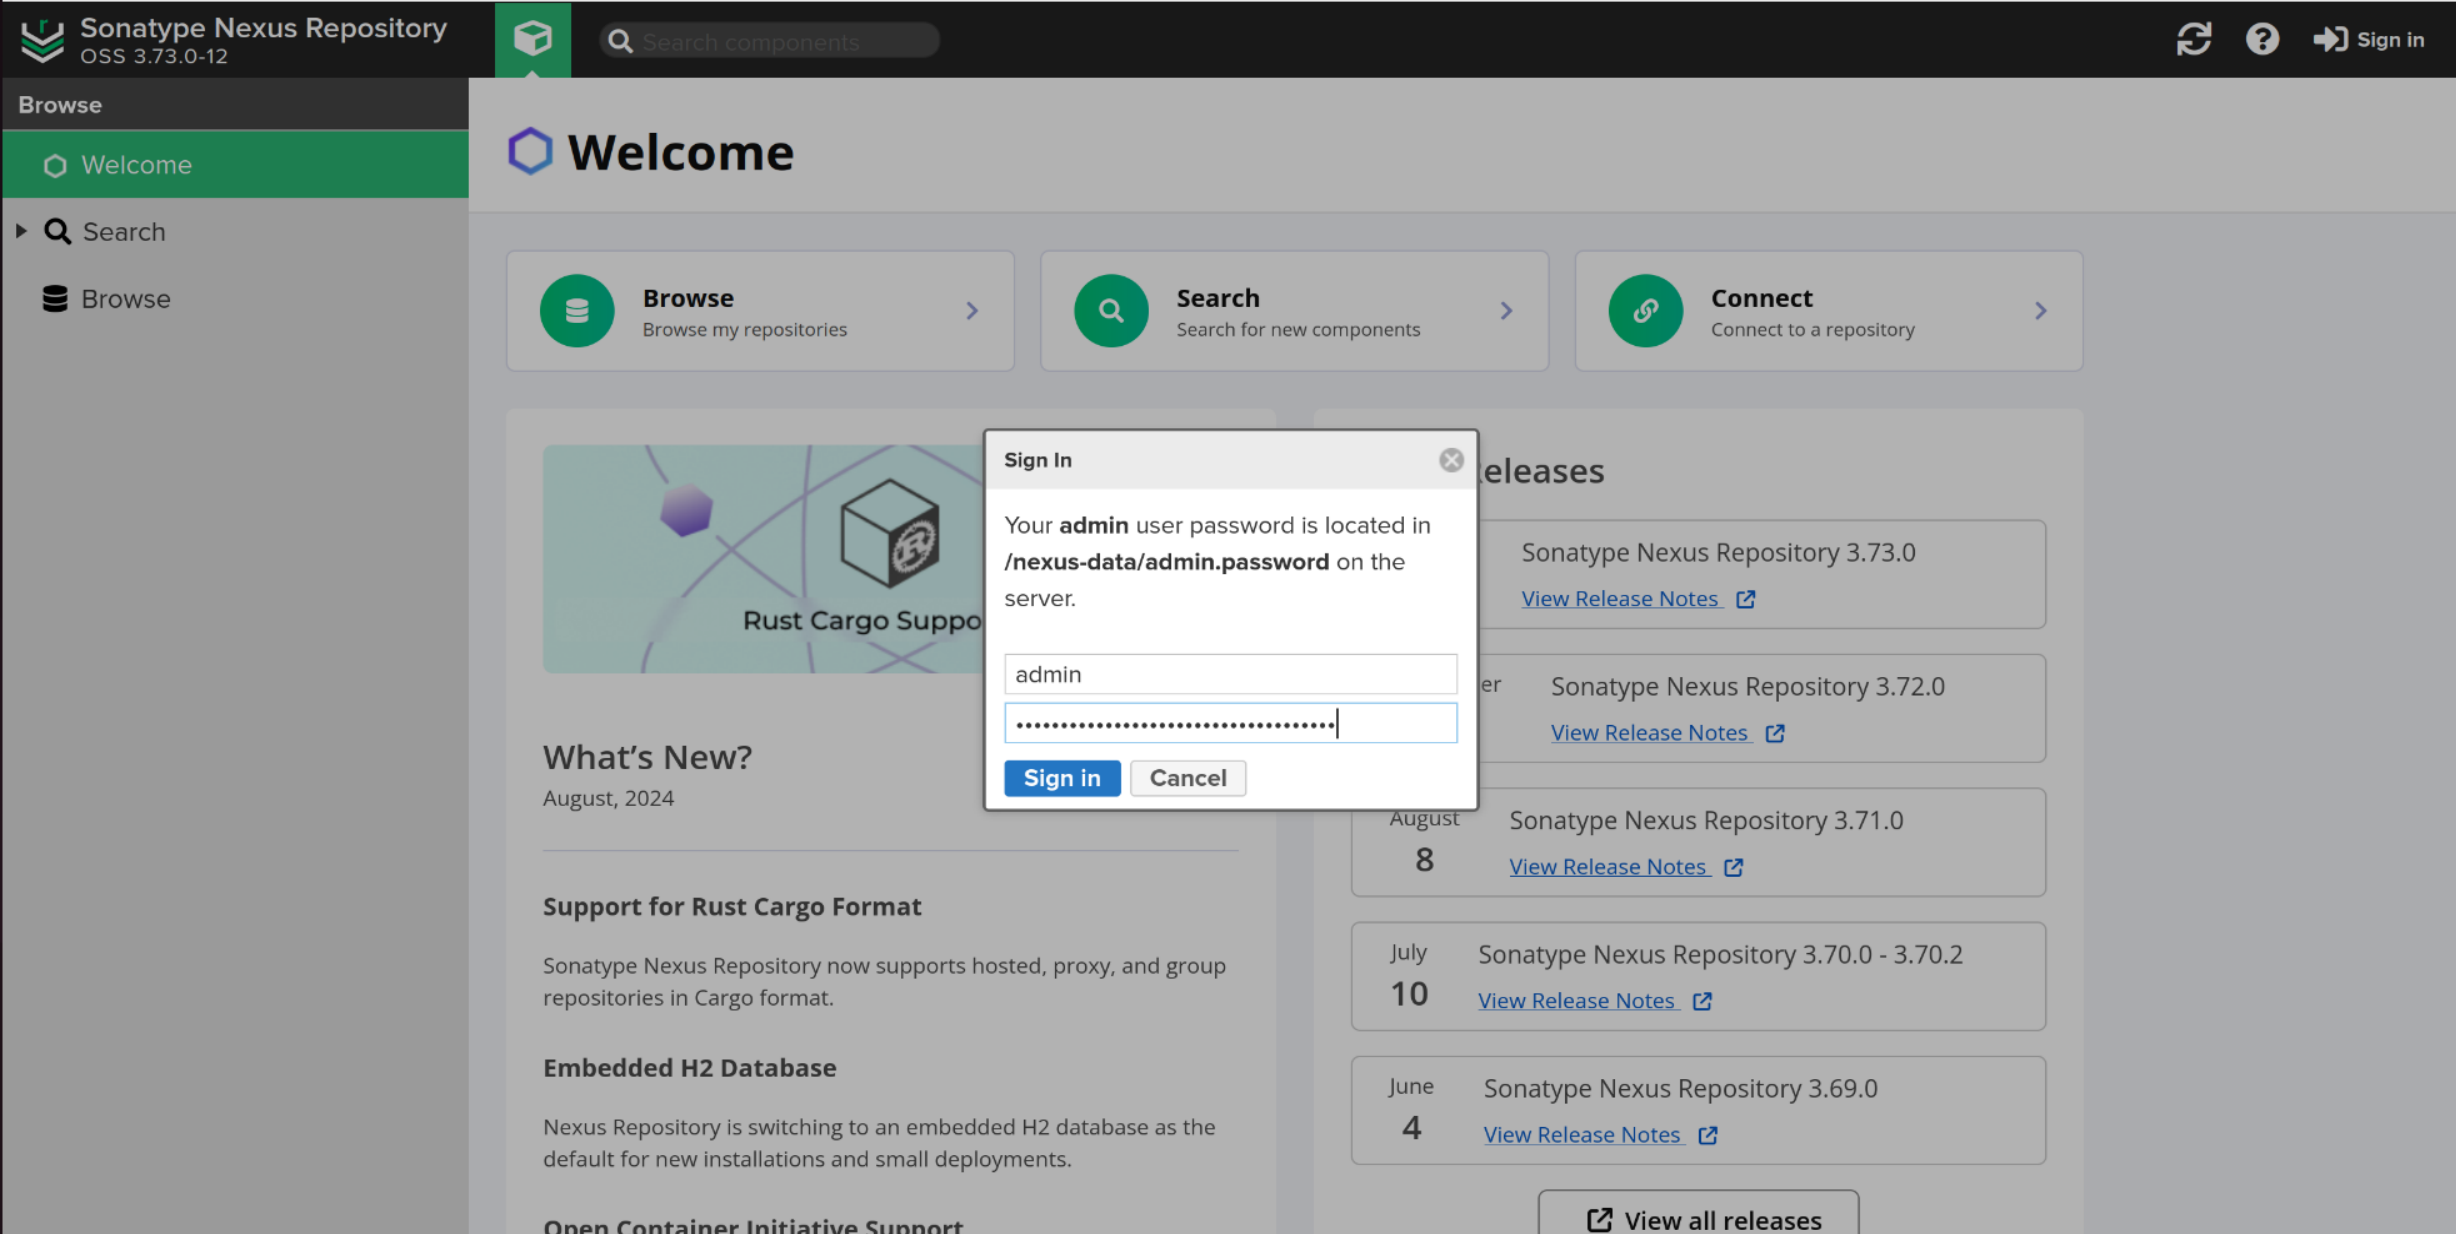 Sonatype Nexus Repository
OSS 3.73.0-12
Search components
Sign in
Browse
Welcome
Search
Browse
Welcome
Browse
Browse my repositories
Search
Search for new components
Connect
Connect to a repository
Rust Cargo Suppo
What's New?
August, 2024
Support for Rust Cargo Format
Sonatype Nexus Repository now supports hosted, proxy, and group
repositories in Cargo format.
Embedded H2 Database
Nexus Repository is switching to an embedded H2 database as the
default for new installations and small deployments.
Open Container Initiative Support
Sign In
Your admin user password is located in
/nexus-data/admin.password on the
server.
admin
Sign in
Cancel
eleases
Sonatype Nexus Repository 3.73.0
View Release Notes
er
Sonatype Nexus Repository 3.72.0
View Release Notes
August
8
Sonatype Nexus Repository 3.71.0
View Release Notes
July
10
Sonatype Nexus Repository 3.70.0 - 3.70.2
View Release Notes
June
4
Sonatype Nexus Repository 3.69.0
View Release Notes
View all releases